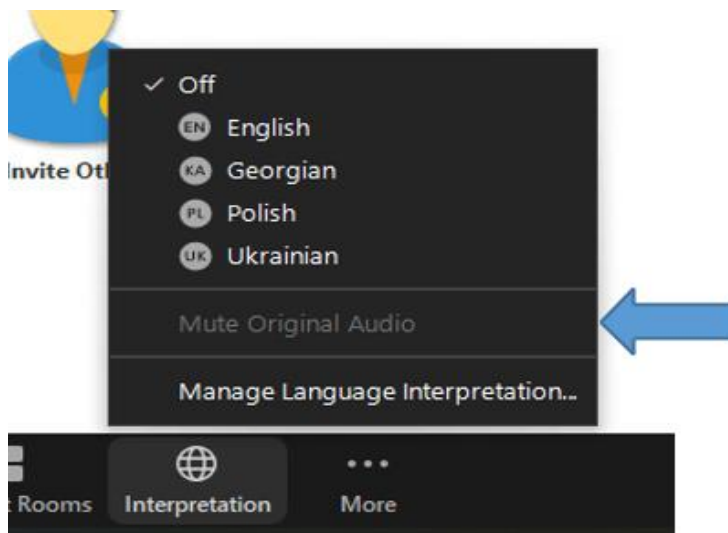 Off
EN English
Invite Ot
KA Georgian
PL Polish
UK Ukrainian
Mute Original Audio
Manage Language Interpretation...
Rooms Interpretation More